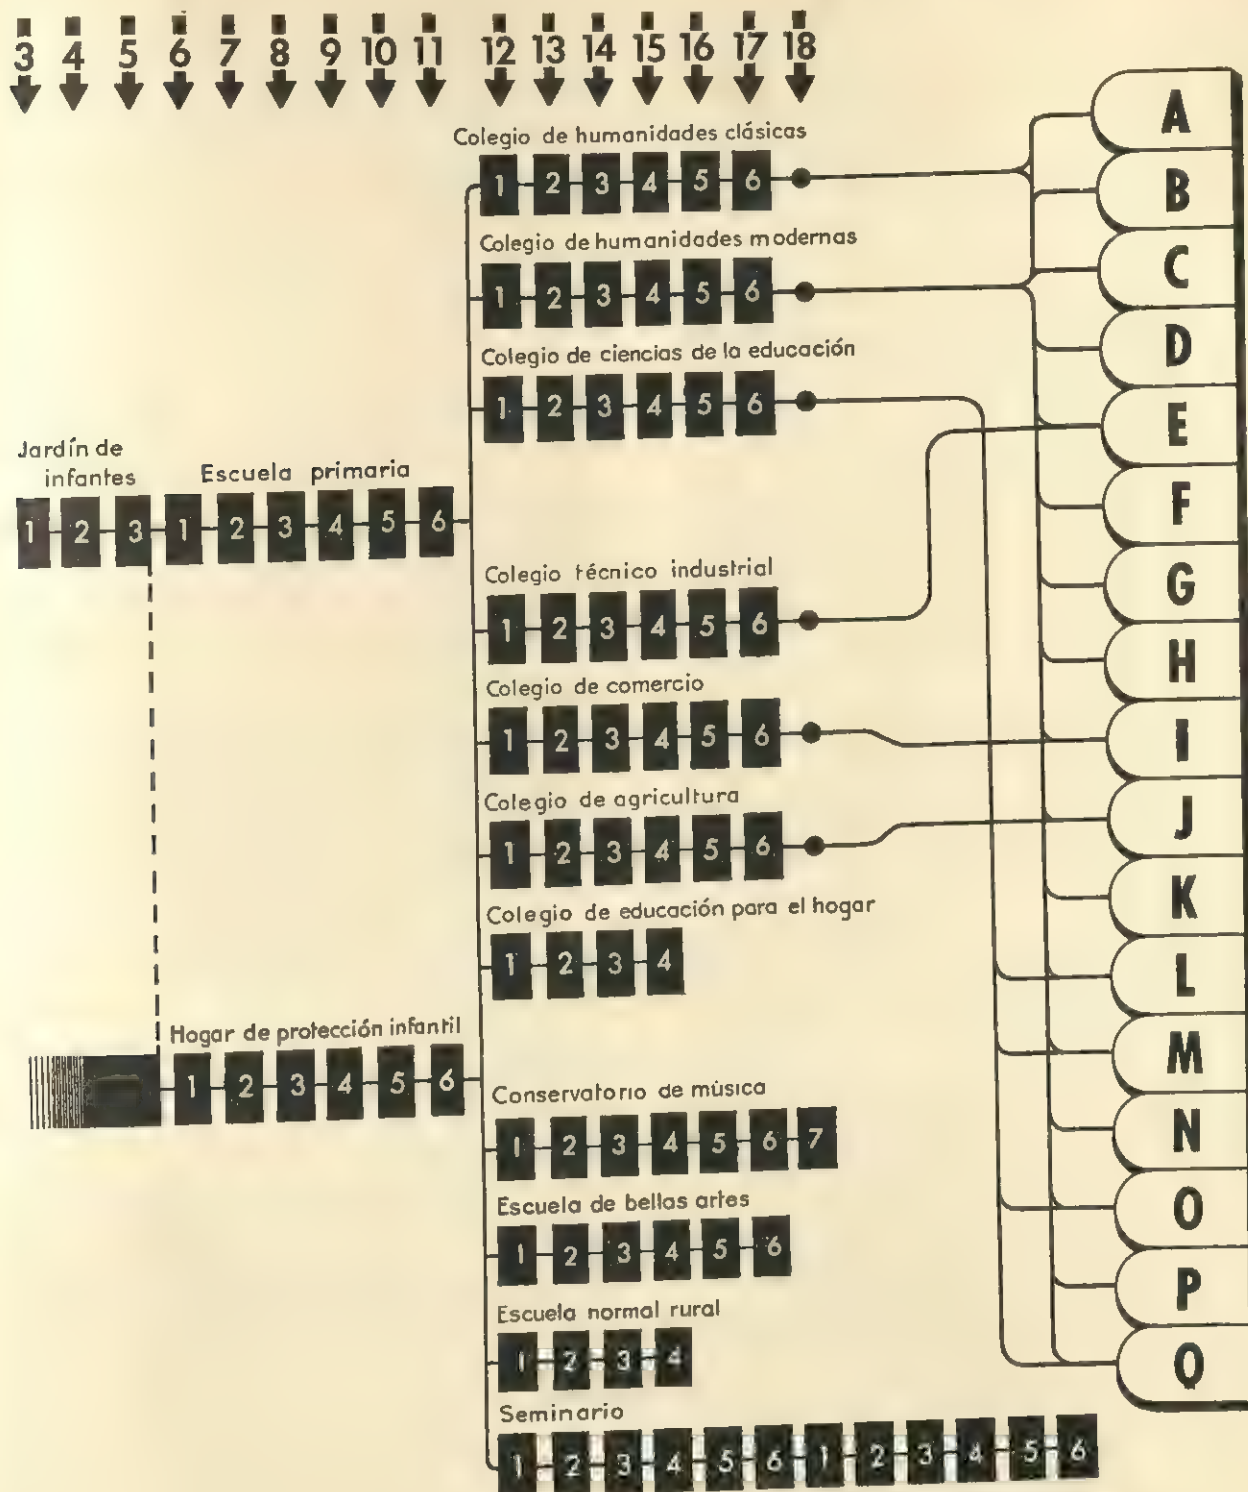 3 4 5 6 7 8 9 10 11 12 13 14 15 16 17 18
A
Colegio de humanidades clásicas
1 2 3 4 5 6
B
Colegio de humanidades modernas
1 2 3 4 5 6
C
Colegio de ciencias de la educación
1 2 3 4 5 6
D
E
Jardín de
infantes
1 2 3
Escuela primaria
1 2 3 4 5 6
F
Colegio técnico industrial
1 2 3 4 5 6
G
H
Colegio de comercio
1 2 3 4 5 6
I
Colegio de agricultura
1 2 3 4 5 6
J
Colegio de educación para el hogar
1 2 3 4
K
L
Hogar de protección infantil
1 2 3 4 5 6
M
Conservatorio de música
1 2 3 4 5 6 7
N
Escuela de bellas artes
1 2 3 4 5 6
O
Escuela normal rural
1 2 3 4
P
Q
Seminario
1 2 3 4 5 6 1 2 3 4 5 6